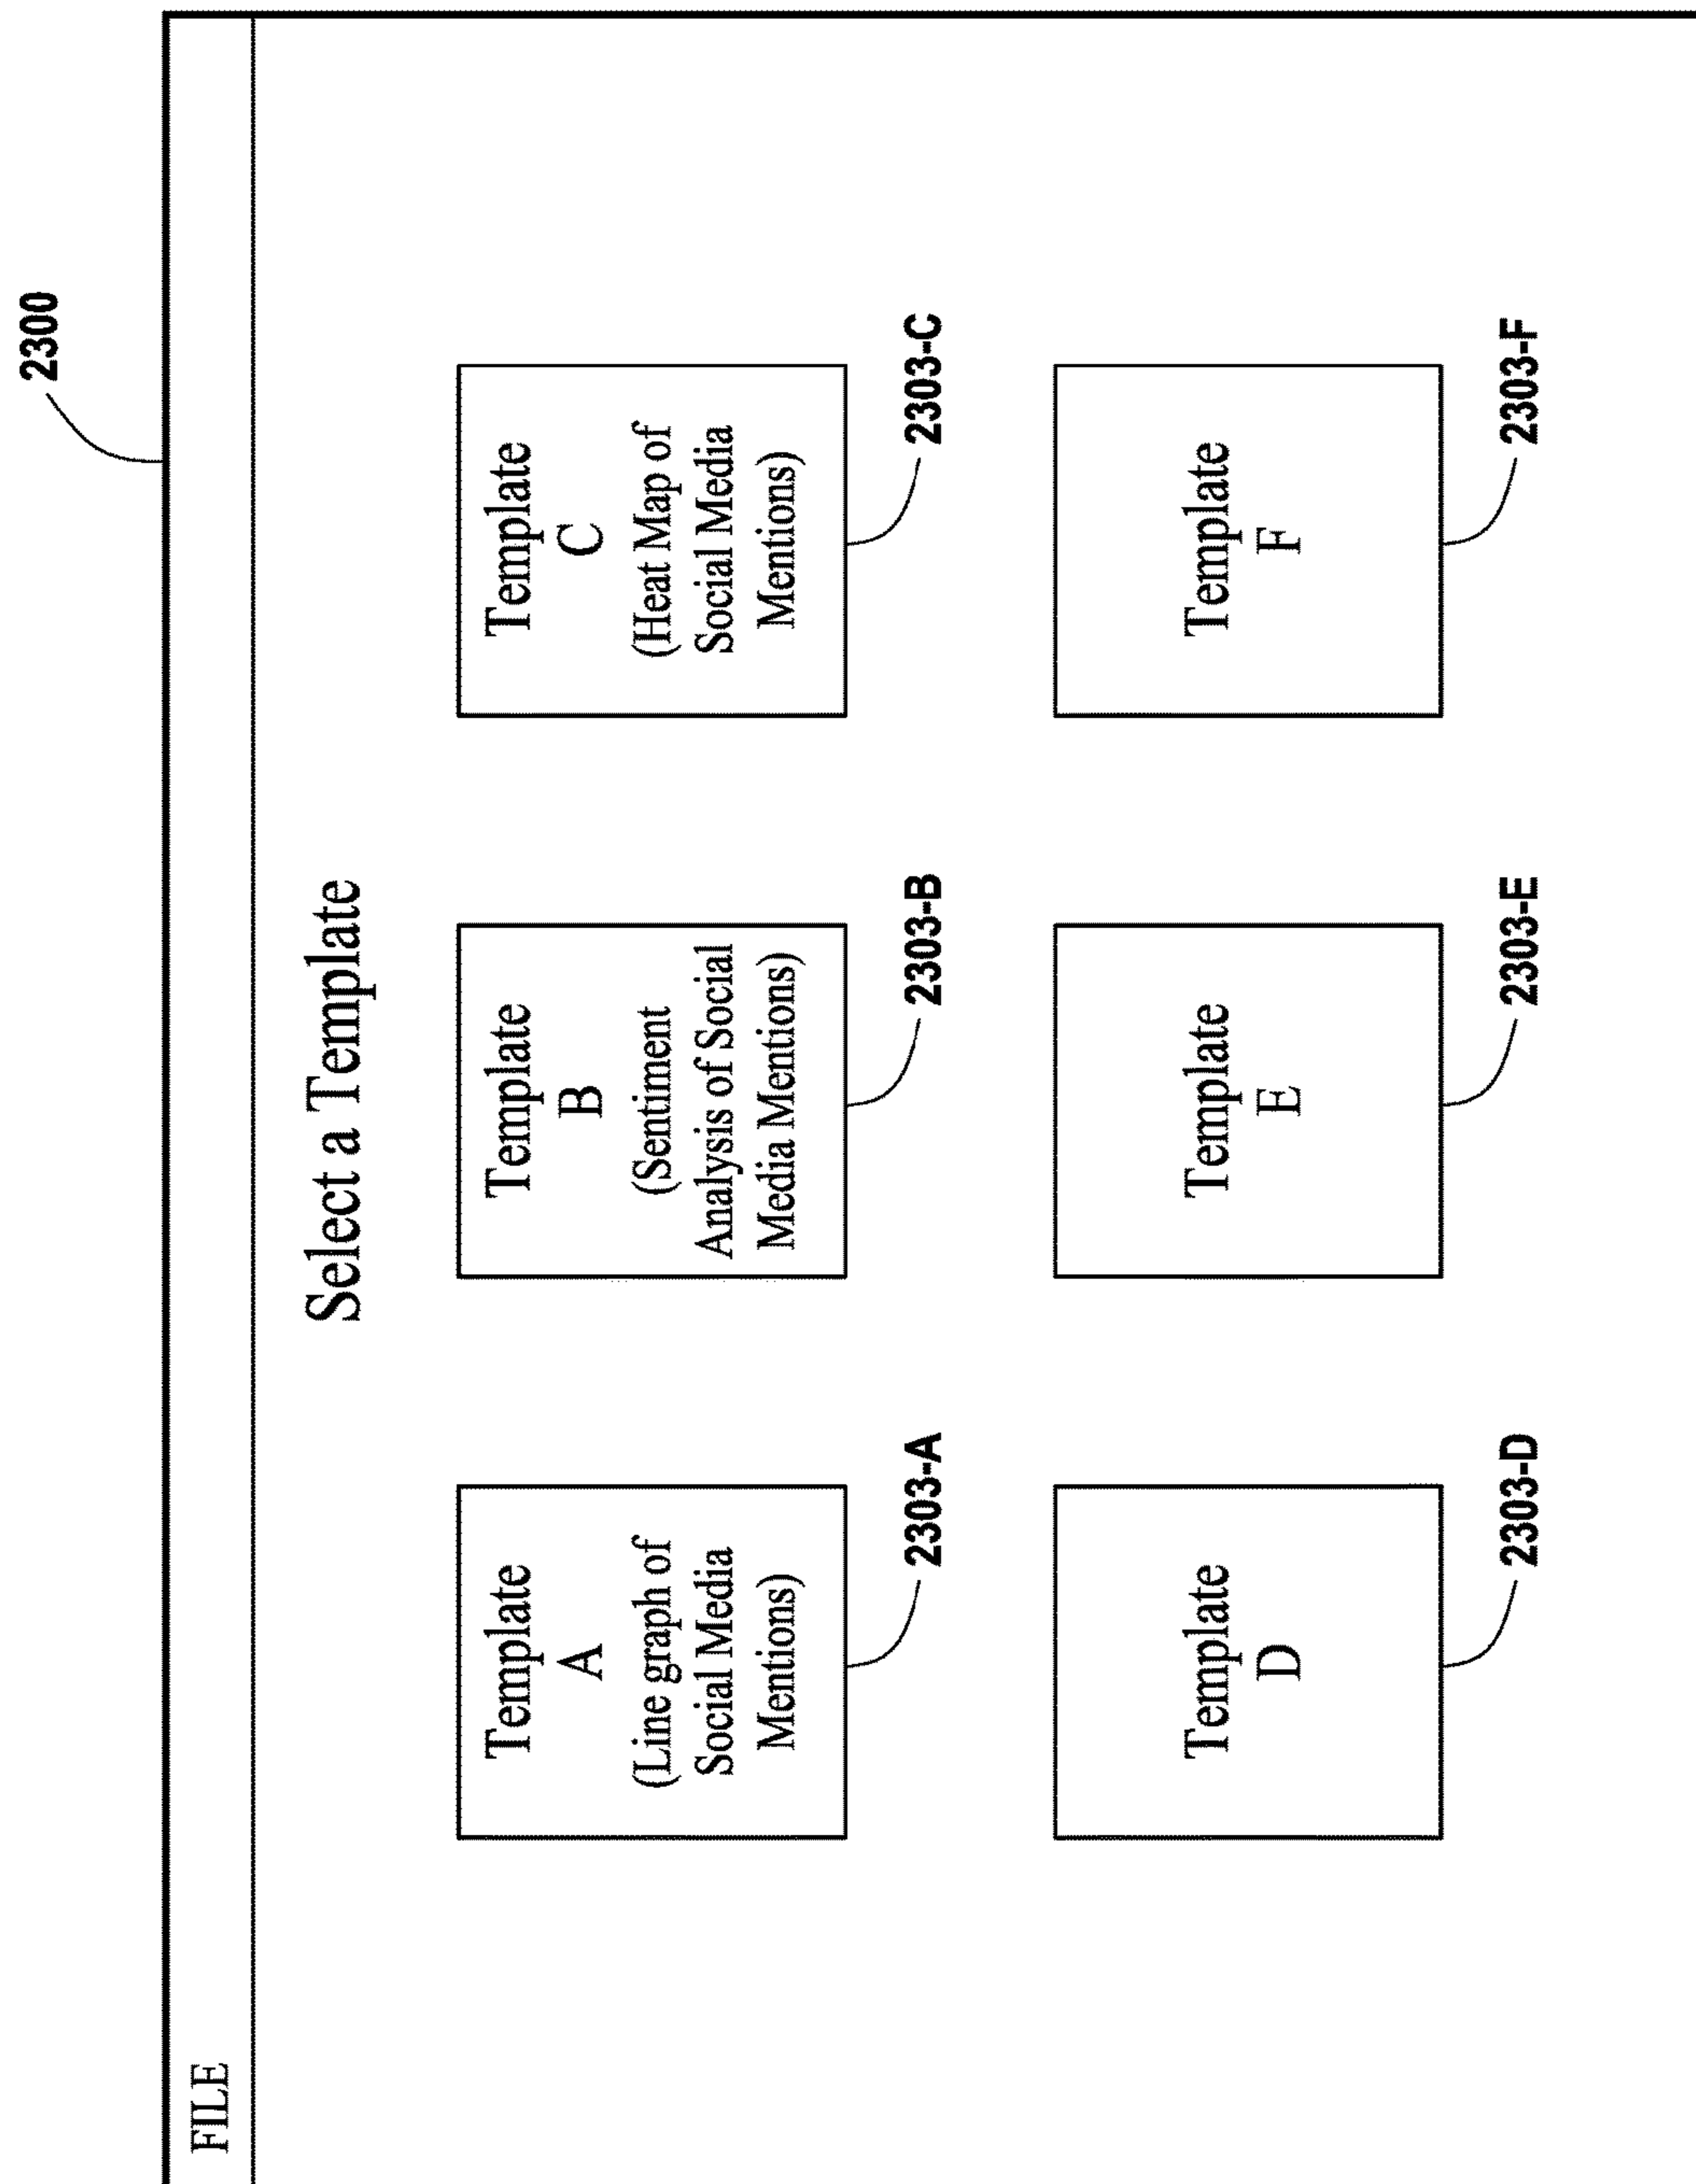 2300
FILE
Select a Template
Template
A
(Line graph of
Social Media
Mentions)
2303-A
Template
B
(Sentiment
Analysis of Social
Media Mentions)
2303-B
Template
C
(Heat Map of
Social Media
Mentions)
2303-C
Template
D
2303-D
Template
E
2303-E
Template
F
2303-F